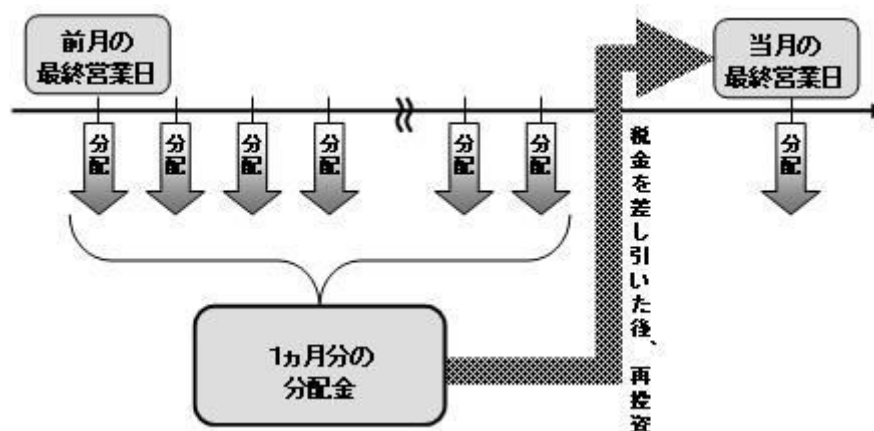 前月の
最終営業日
当月の
最終営業日
分配
分配
分配
分配
分配
分配
分配
税金を差し引いた後、再投資
1ヵ月分の
分配金